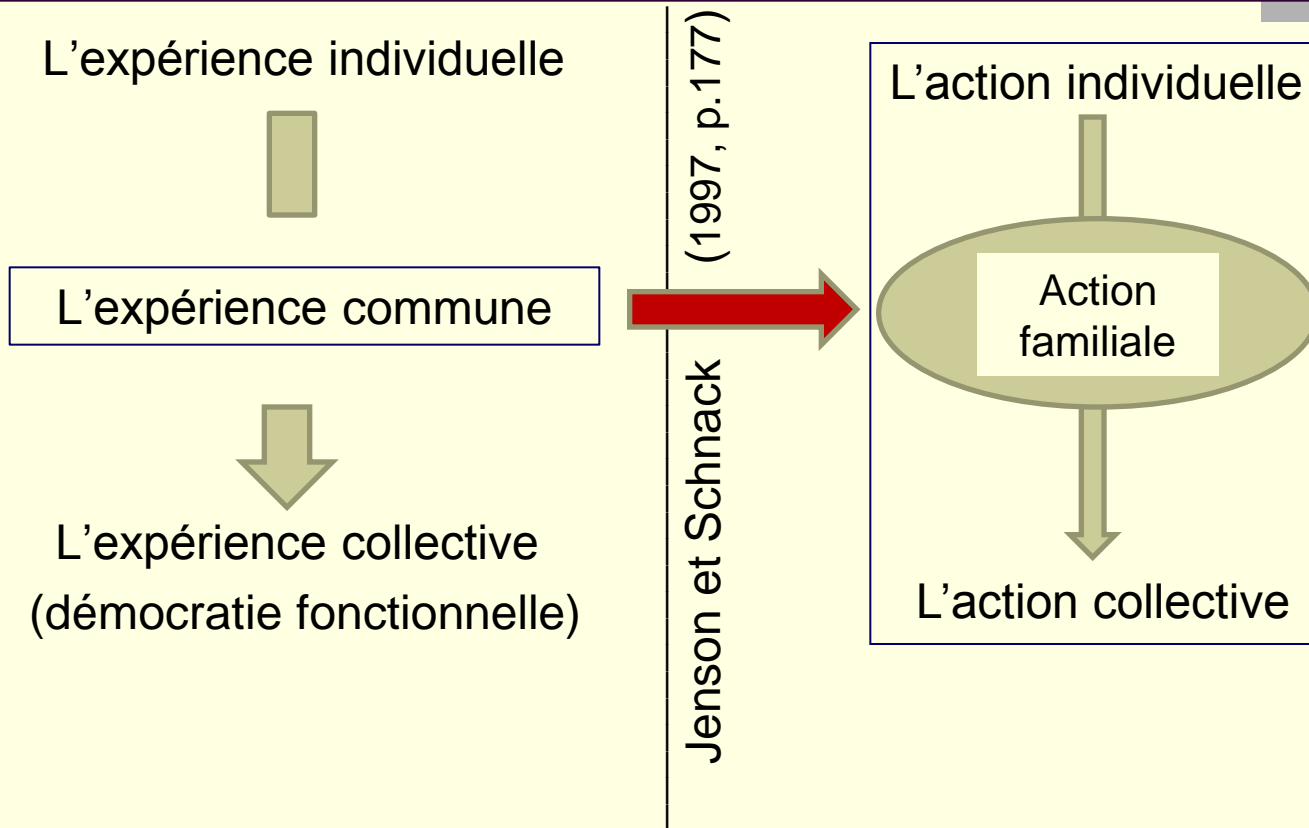 L’expérience individuelle
L’expérience commune
L’expérience collective
(démocratie fonctionnelle)
Jenson et Schnack (1997, p.177)
L’action individuelle
Action
familiale
L’action collective